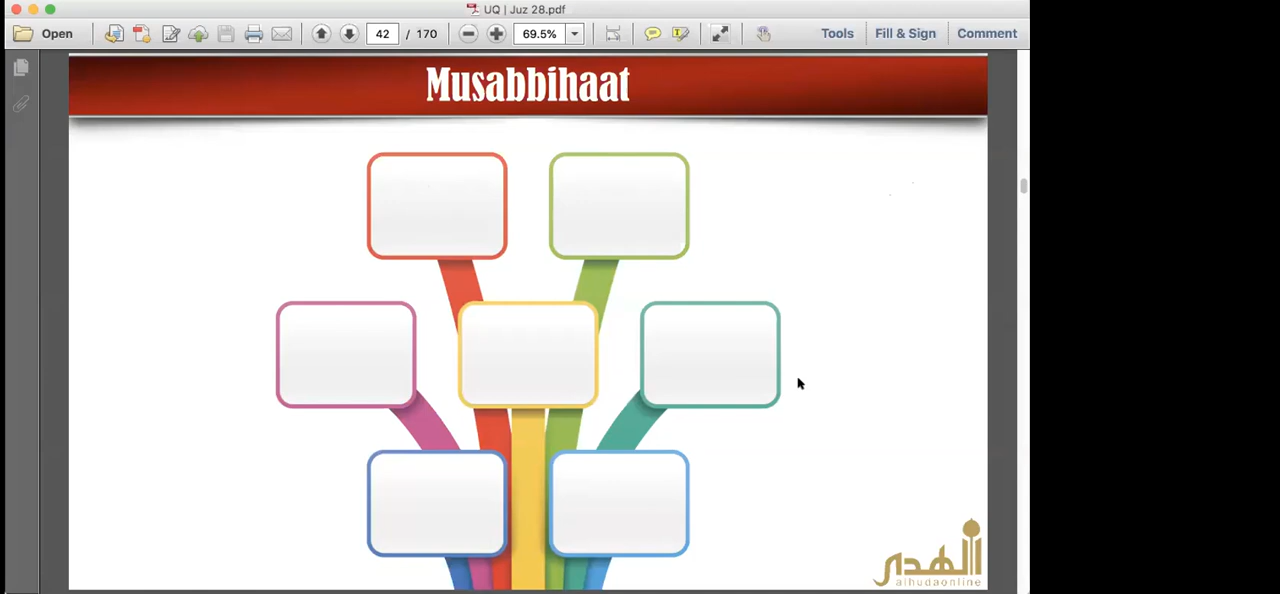 UQ | Juz 28.pdf
Open 42 / 170 69.5% Tools Fill & Sign Comment
Musabbihaat
الهدى
alhudaonline